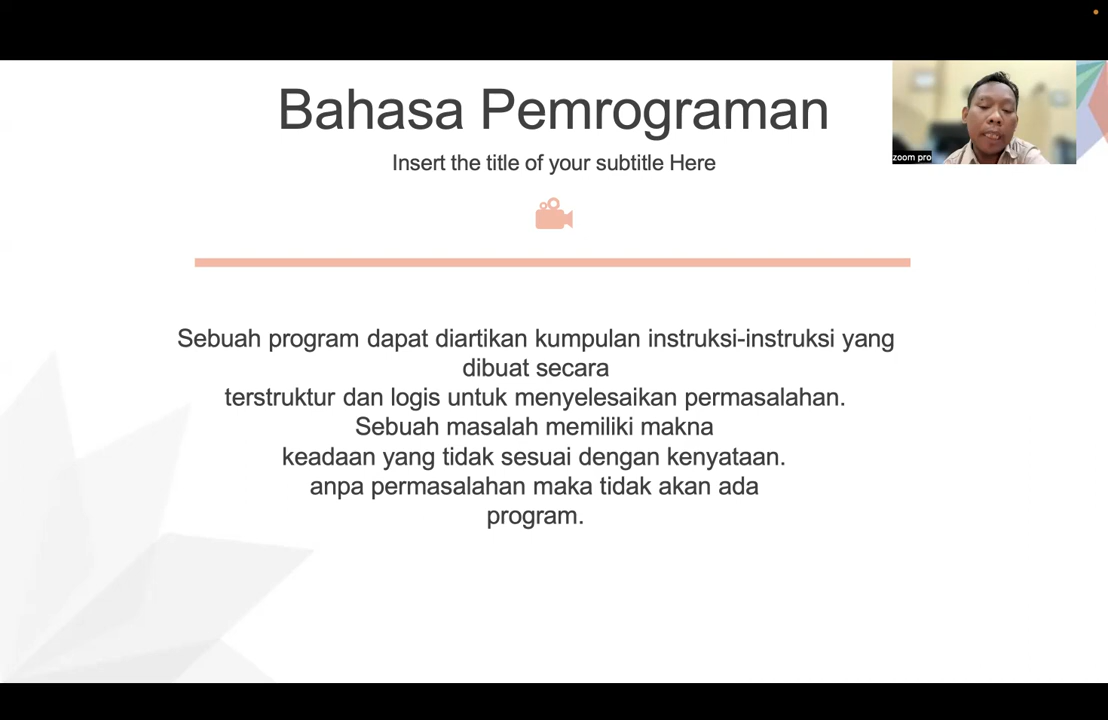 Bahasa Pemrograman
Insert the title of your subtitle Here
zoom pro
Sebuah program dapat diartikan kumpulan instruksi-instruksi yang
dibuat secara
terstruktur dan logis untuk menyelesaikan permasalahan.
Sebuah masalah memiliki makna
keadaan yang tidak sesuai dengan kenyataan.
anpa permasalahan maka tidak akan ada
program.